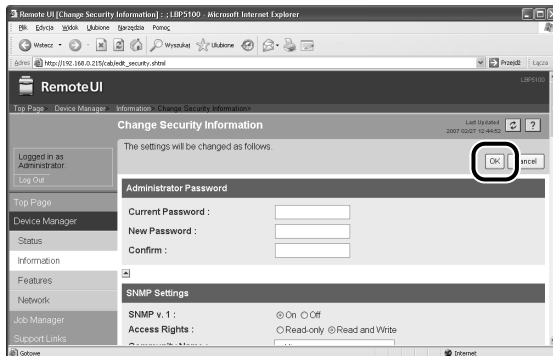 Remote UI [Change Security Information] : ; LBP5100 - Microsoft Internet Explorer
Plik Edycja Widok Ulubione Narzędzia Pomoc
Wstecz Wyszukaj Ulubione
Adres http://192.168.0.215/cab/edit_security.shtml Przejdź Łącza
Remote UI LBP5100
Top Page> Device Manager> Information> Change Security Information>
Change Security Information
Last Updated
2007 02/27 12:44:52
The settings will be changed as follows.
OK Cancel
Logged in as
Administrator.
Log Out
Administrator Password
Current Password :
New Password :
Confirm :
Top Page
Device Manager
Status
Information
Features
Network
Job Manager
Support Links
SNMP Settings
SNMP v. 1 : On Off
Access Rights : Read-only Read and Write
Gotowe Internet